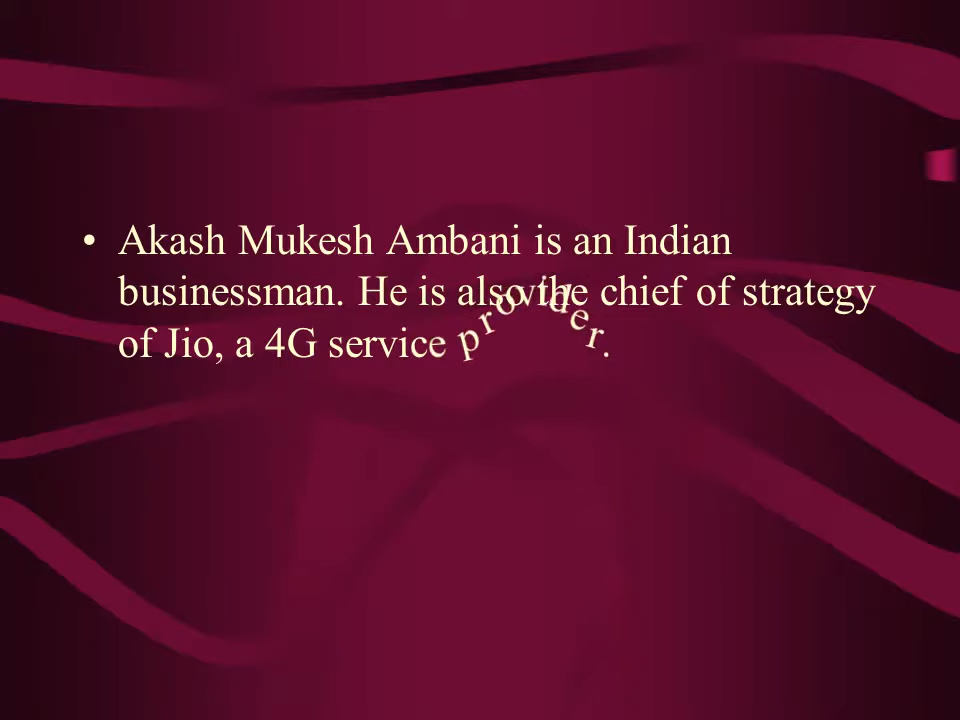 • Akash Mukesh Ambani is an Indian
businessman. He is also the chief of strategy
of Jio, a 4G service provider.